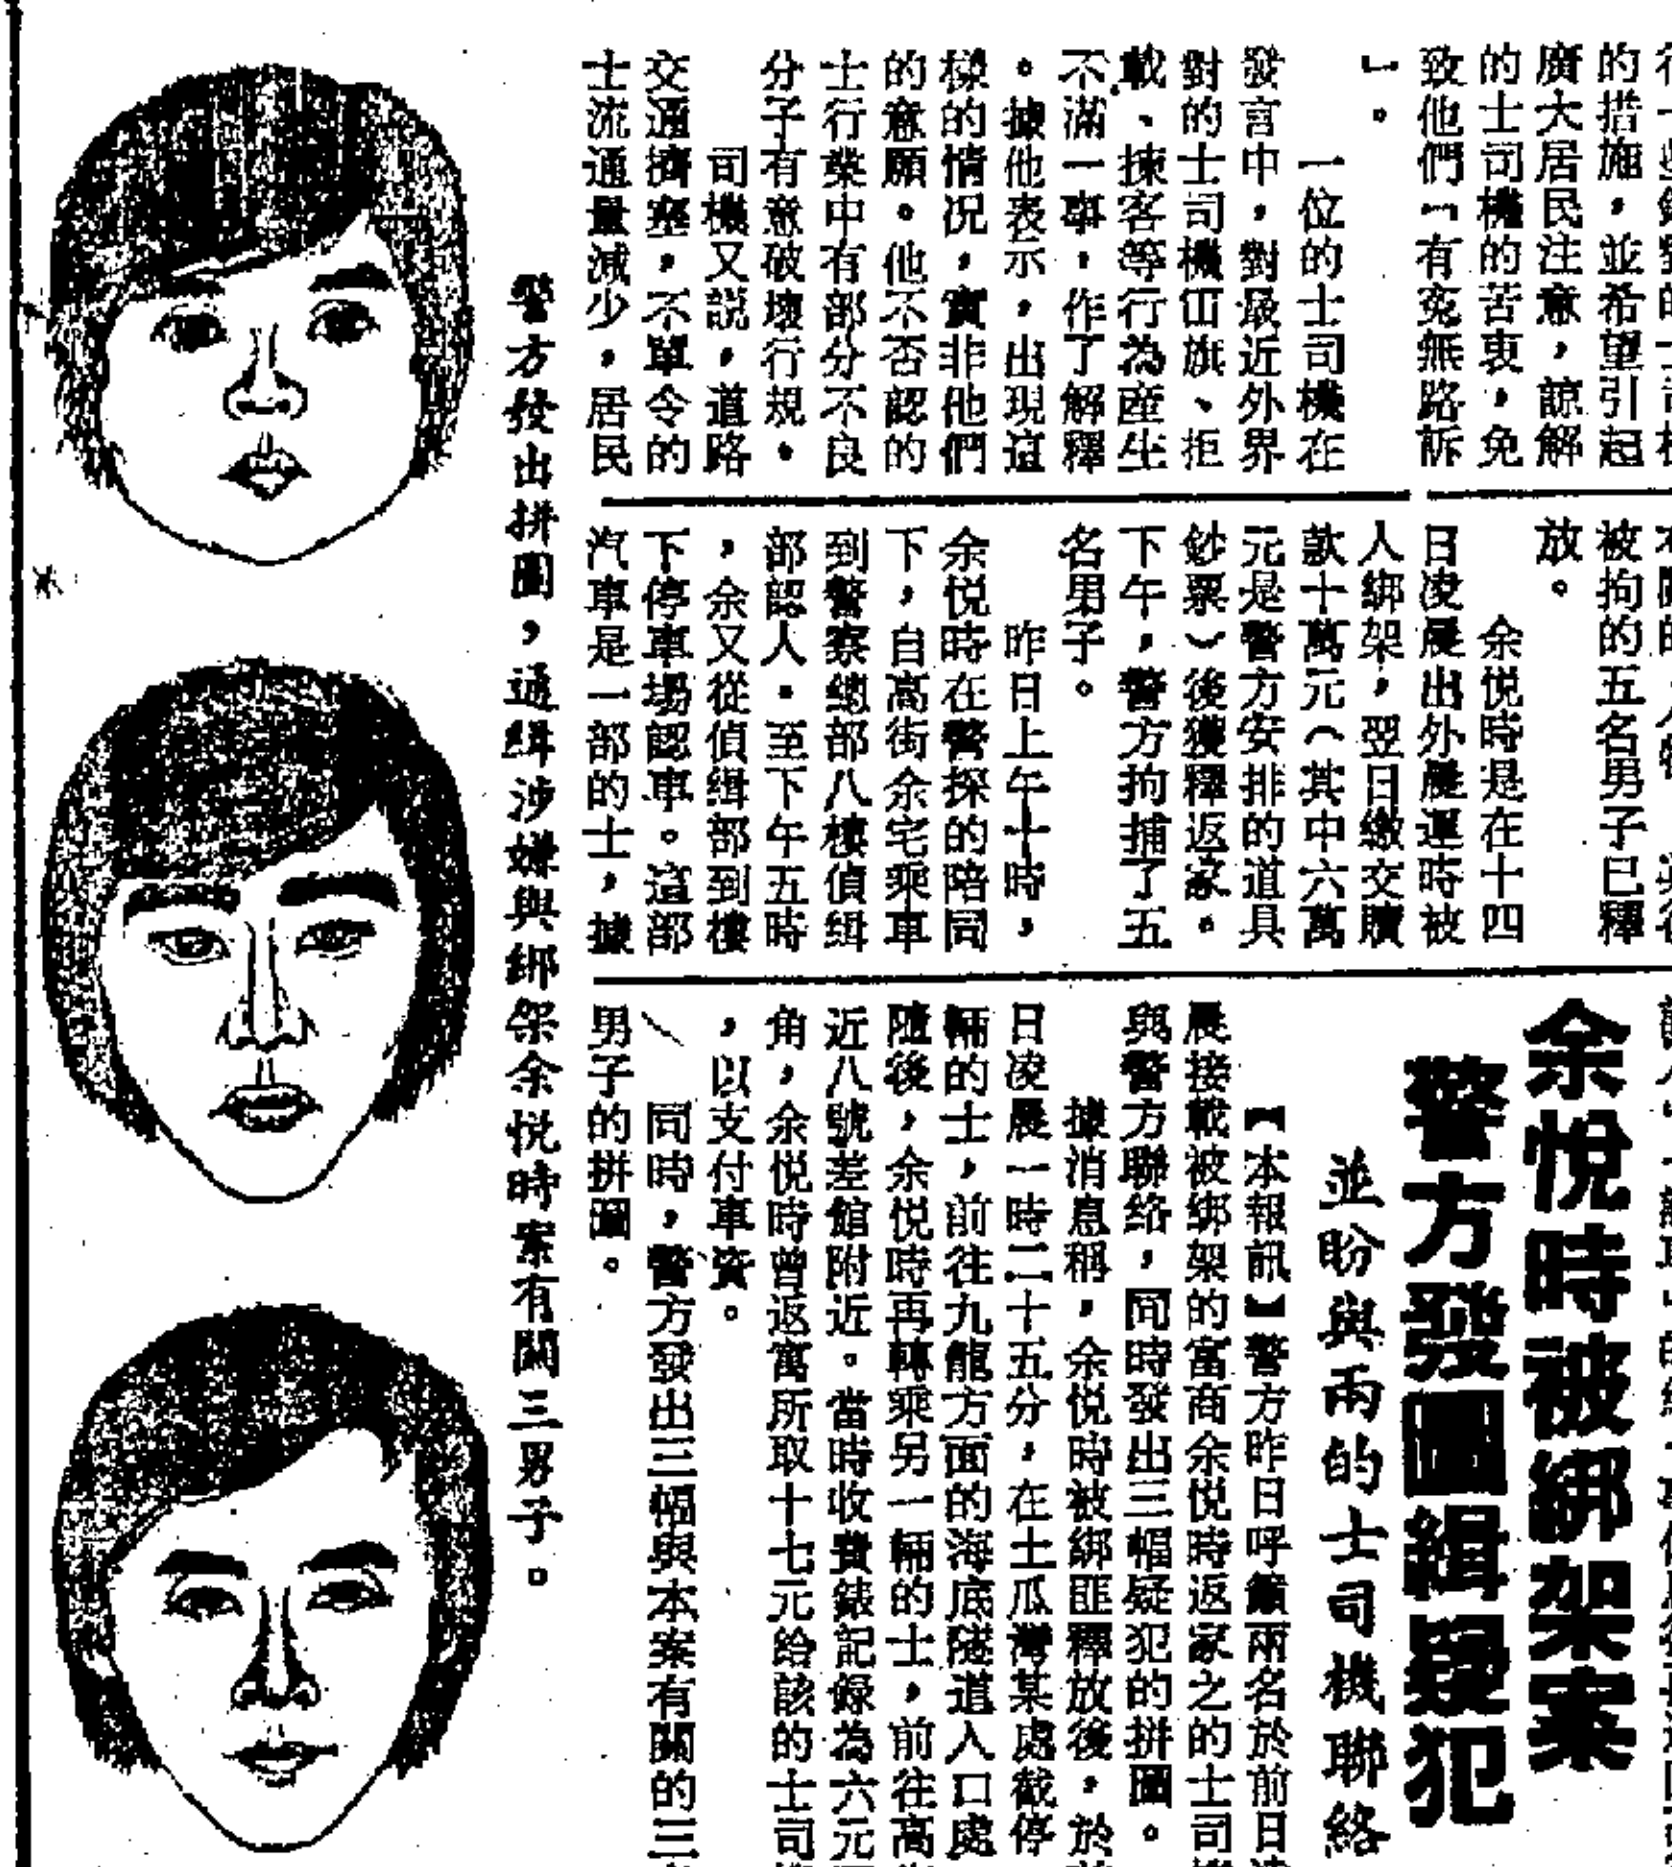 的措施，並希望引起
廣大居民注意，諒解
的士司機的苦衷，免
致他們「有寃無路訴
」。
一位的士司機在
發言中，對最近外界
對的士司機
旗、拒
載、揀客等行為產生
不滿一事，作了解釋
。據他表示，出現這
樣的情況，實非他們
的意願。他不否認的
士行業中有部分不良
分子有意破壞行規。
司機又說，道路
交通擠塞，不單令的
士流通量減少，居民
被拘的五名男子已釋
放。
余悅時是在十四
日凌晨出外晨運時被
人綁架，翌日繳交贖
款十萬元（其中六萬
元是警方安排的道具
鈔票）後獲釋返家。
下午，警方拘捕了五
名男子。
昨日上午十時，
余悅時在警探的陪同
下，自高街余宅乘車
到警察總部八樓偵緝
部認人。至下午五時
，余又從偵緝部到樓
下停車場認車。這部
汽車是一部的士，據
余悅時被綁架案
警方發圖緝疑犯
並盼與兩的士司機聯絡
【本報訊】警方昨日呼籲兩名於前日
晨接載被綁架的富商余悅時返家之的士司
與警方聯絡，同時發出三幅疑犯的拼圖。
據消息稱，余悅時被綁匪釋放後，於
日凌晨一時二十五分，在土瓜灣某處截停
輛的士，前往九龍方面的海底隧道入口處
隨後，余悅時再轉乘另一輛的士，前往高
近八號差館附近。當時收費錶記錄為六元
角，余悅時曾返寓所取十七元給該的士司
，以支付車資。
同時，警方發出三幅與本案有關的三
男子的拼圖。
警方發出拼圖，通緝涉嫌與綁架余悅時案有關三男子。